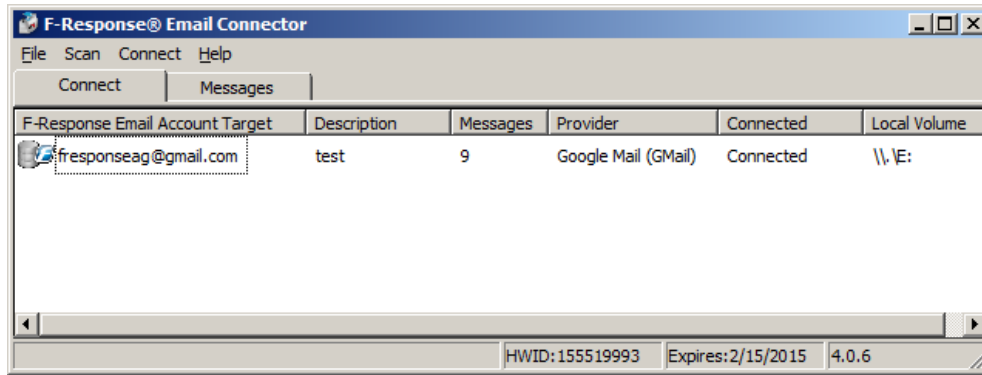 F-Response® Email Connector
File Scan Connect Help
Connect Messages
F-Response Email Account Target Description Messages Provider Connected Local Volume
fresponseag@gmail.com test 9 Google Mail (GMail) Connected \\.\E:
HWID:155519993 Expires:2/15/2015 4.0.6